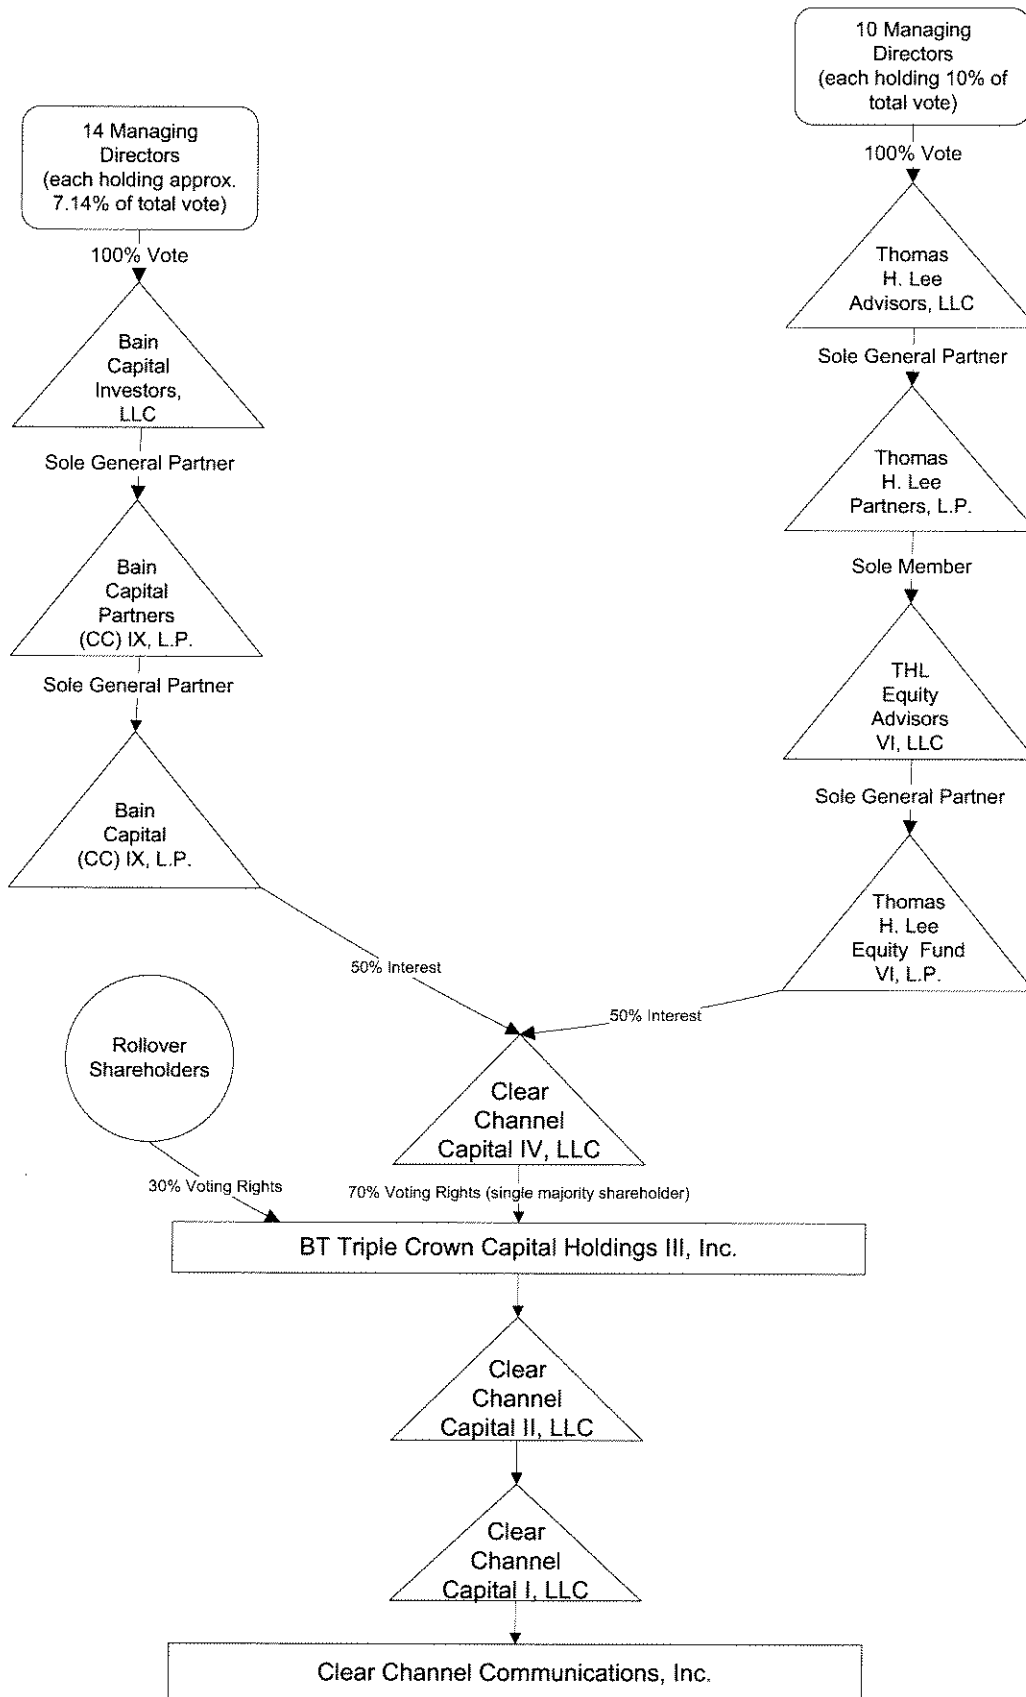 10 Managing
Directors
(each holding 10% of
total vote)
14 Managing
Directors
(each holding approx.
7.14% of total vote)
100% Vote
100% Vote
Thomas
H. Lee
Advisors, LLC
Bain
Capital
Investors,
LLC
Sole General Partner
Sole General Partner
Thomas
H. Lee
Partners, L.P.
Bain
Capital
Partners
(CC) IX, L.P.
Sole Member
Sole General Partner
THL
Equity
Advisors
VI, LLC
Sole General Partner
Bain
Capital
(CC) IX, L.P.
Thomas
H. Lee
Equity Fund
VI, L.P.
50% Interest
50% Interest
Rollover
Shareholders
Clear
Channel
Capital IV, LLC
30% Voting Rights
70% Voting Rights (single majority shareholder)
BT Triple Crown Capital Holdings III, Inc.
Clear
Channel
Capital II, LLC
Clear
Channel
Capital I, LLC
Clear Channel Communications, Inc.